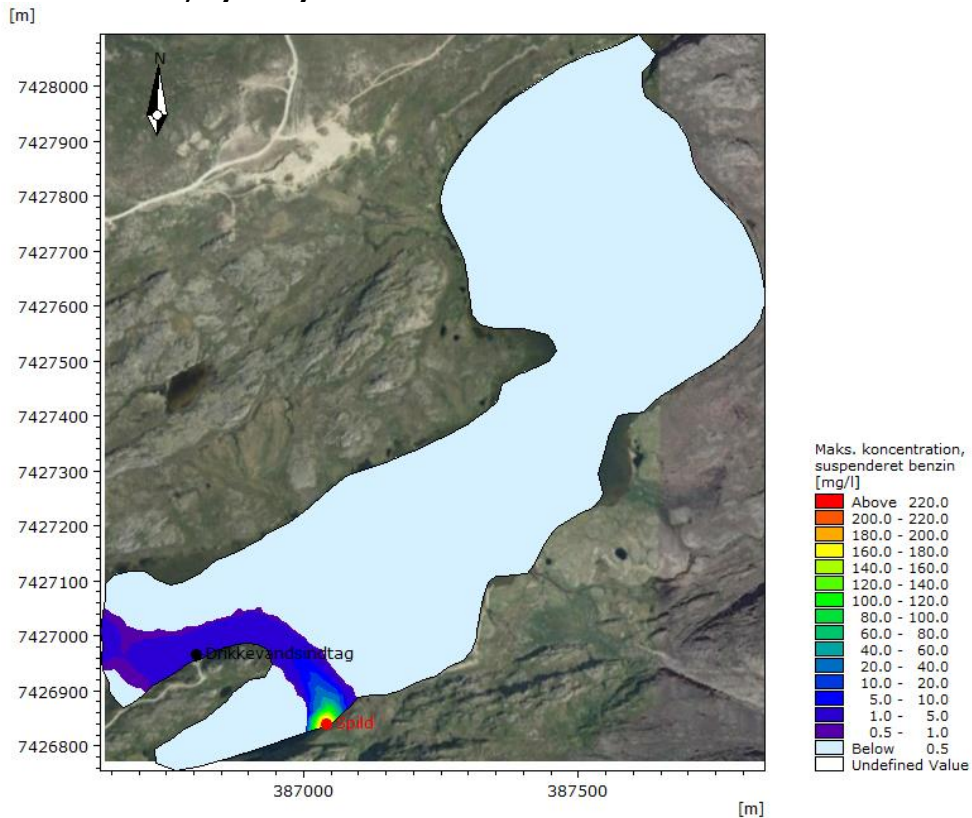 [m]
N
7428000
7427900
7427800
7427700
7427600
7427500
7427400
7427300
7427200
7427100
7427000
7426900
7426800
Drikkevandsindtag
Spild
387000
387500
[m]
Maks. koncentration,
suspenderet benzin
[mg/l]
Above 220.0
200.0 - 220.0
180.0 - 200.0
160.0 - 180.0
140.0 - 160.0
120.0 - 140.0
100.0 - 120.0
80.0 - 100.0
60.0 - 80.0
40.0 - 60.0
20.0 - 40.0
10.0 - 20.0
5.0 - 10.0
1.0 - 5.0
0.5 - 1.0
Below 0.5
Undefined Value